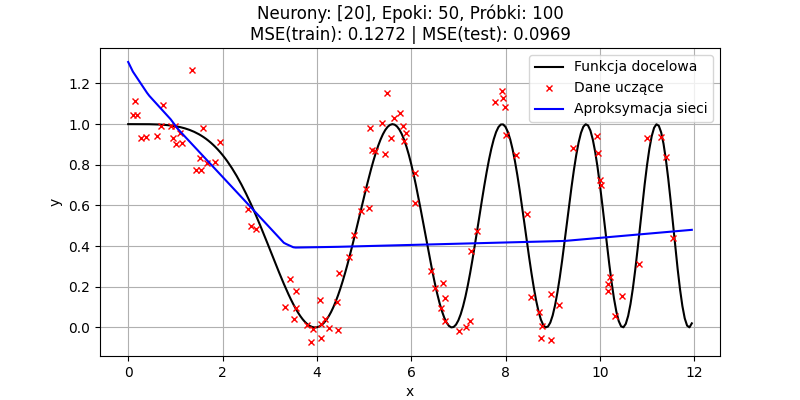 Neurony: [20], Epoki: 50, Próbki: 100
MSE(train): 0.1272 | MSE(test): 0.0969
Funkcja docelowa
Dane uczące
Aproksymacja sieci
y
1.2
1.0
0.8
0.6
0.4
0.2
0.0
0 2 4 6 8 10 12
x